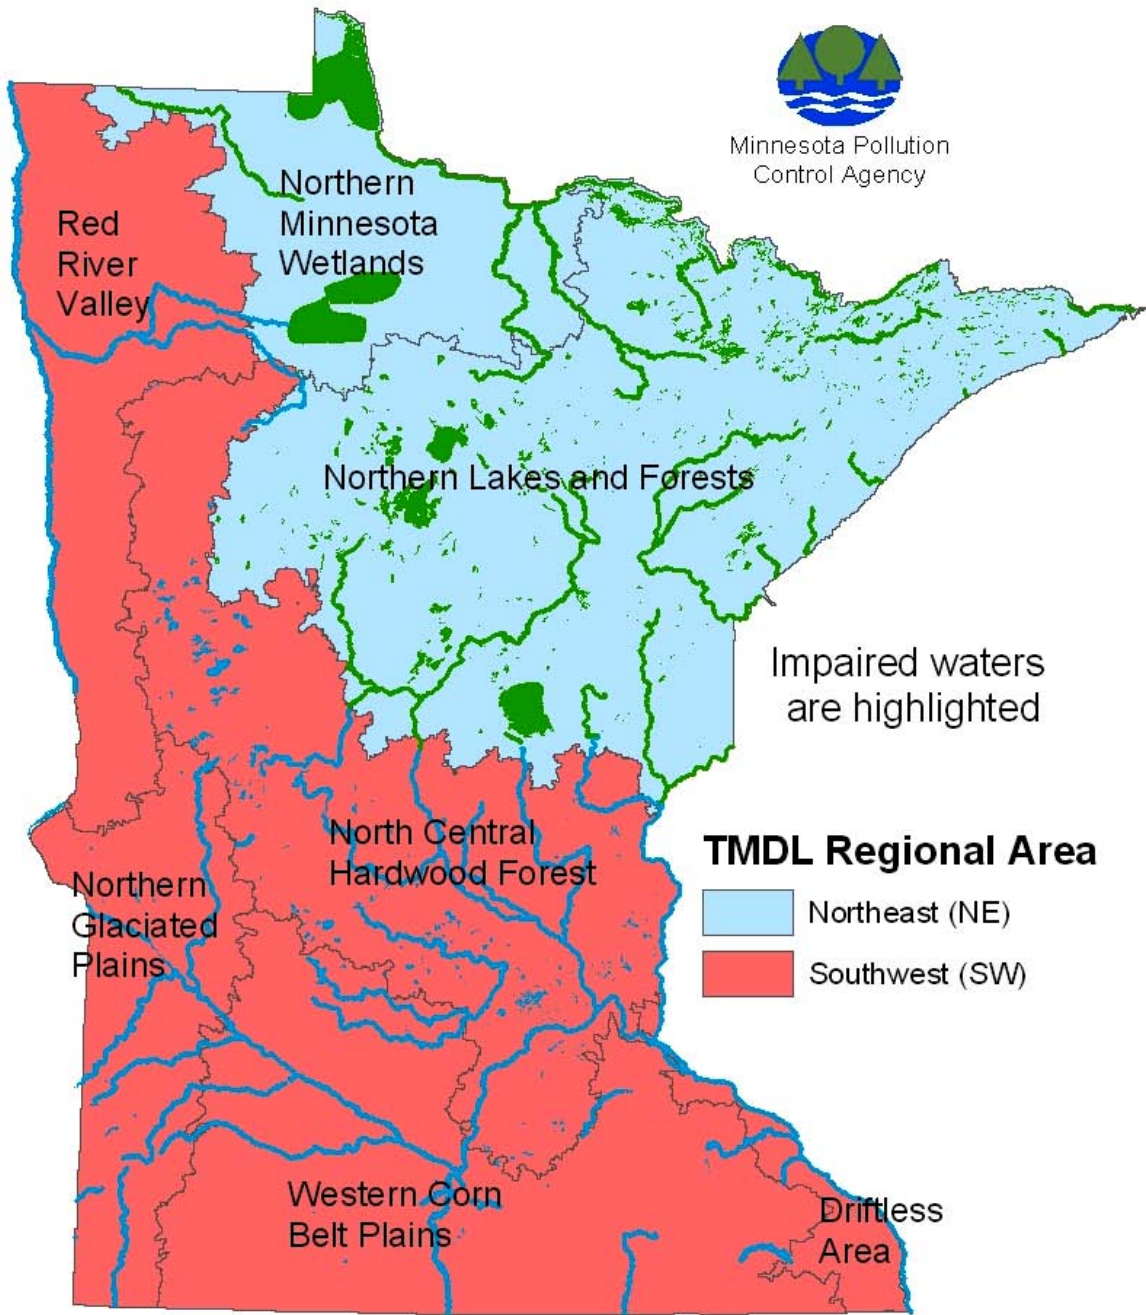 Minnesota Pollution
Control Agency
Northern
Minnesota
Wetlands
Red
River
Valley
Northern Lakes and Forests
Impaired waters
are highlighted
North Central
Hardwood Forest
TMDL Regional Area
Northeast (NE)
Southwest (SW)
Northern
Glaciated
Plains
Western Corn
Belt Plains
Driftless
Area